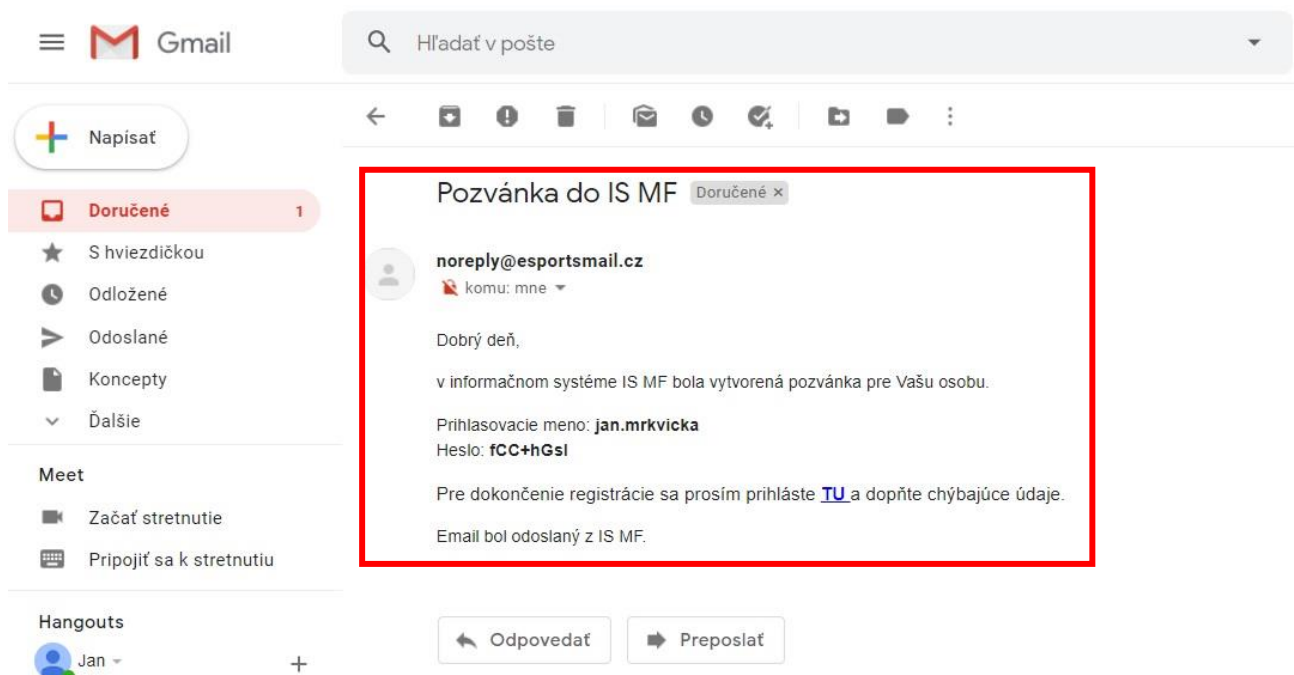 Gmail
Hľadať v pošte
Napísať
Doručené 1
S hviezdičkou
Odložené
Odoslané
Koncepty
Ďalšie
Meet
Začať stretnutie
Pripojiť sa k stretnutiu
Hangouts
Jan
Pozvánka do IS MF Doručené ×
noreply@esportsmail.cz
komu: mne
Dobrý deň,
v informačnom systéme IS MF bola vytvorená pozvánka pre Vašu osobu.
Prihlasovacie meno: jan.mrkvicka
Heslo: fCC+hGsI
Pre dokončenie registrácie sa prosím prihláste TU a dopňte chýbajúce údaje.
Email bol odoslaný z IS MF.
Odpovedať
Preposlať